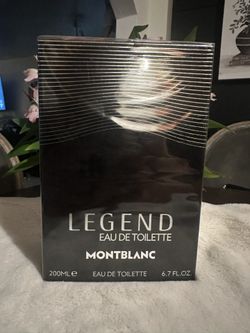 LEGEND
EAU DE TOILETTE
MONTBLANC
200ML ℮ EAU DE TOILETTE 6.7 FL.OZ.